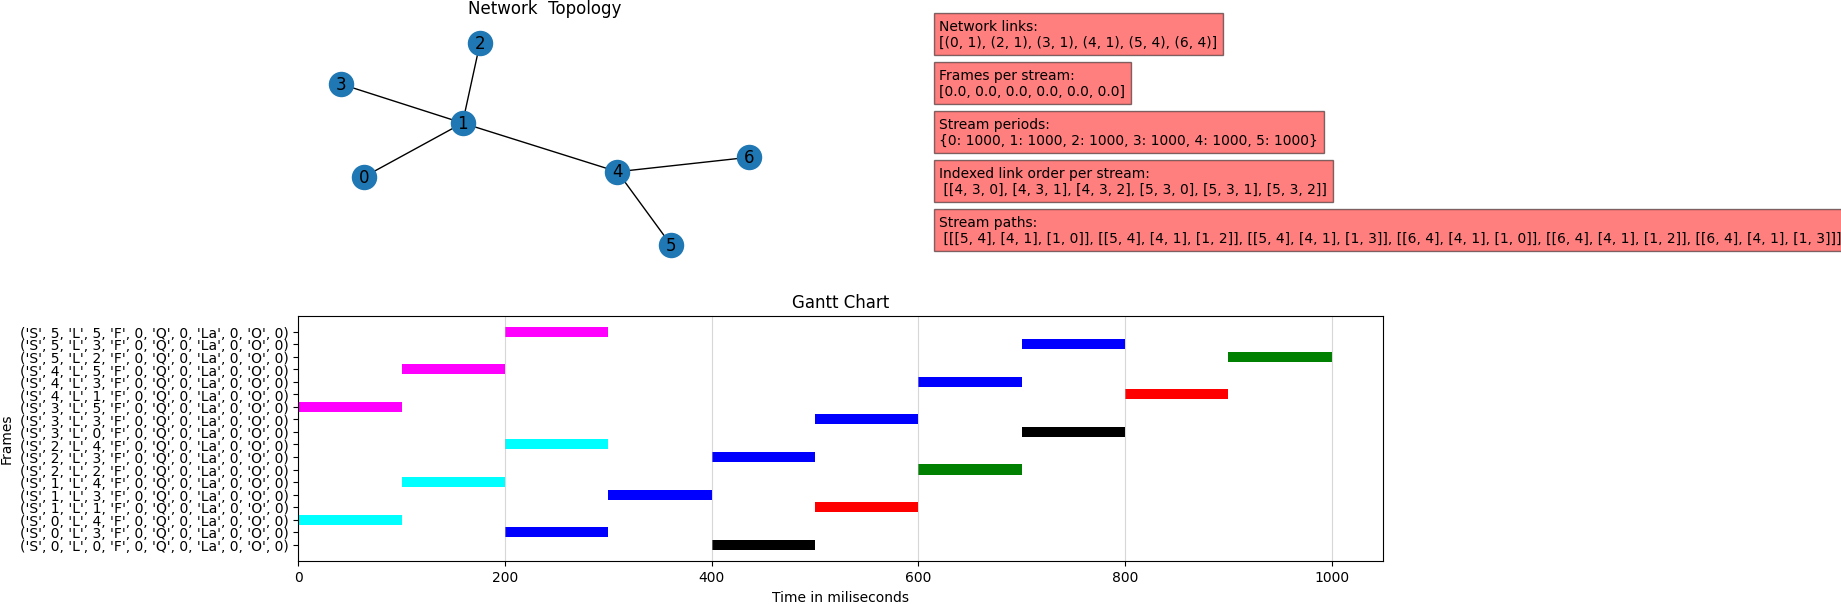 Network  Topology
2
3
1
0
4
6
5
Network links:
[(0, 1), (2, 1), (3, 1), (4, 1), (5, 4), (6, 4)]
Frames per stream:
[0.0, 0.0, 0.0, 0.0, 0.0, 0.0]
Stream periods:
{0: 1000, 1: 1000, 2: 1000, 3: 1000, 4: 1000, 5: 1000}
Indexed link order per stream:
[[4, 3, 0], [4, 3, 1], [4, 3, 2], [5, 3, 0], [5, 3, 1], [5, 3, 2]]
Stream paths:
[[[5, 4], [4, 1], [1, 0]], [[5, 4], [4, 1], [1, 2]], [[5, 4], [4, 1], [1, 3]], [[6, 4], [4, 1], [1, 0]], [[6, 4], [4, 1], [1, 2]], [[6, 4], [4, 1], [1, 3]]]
Gantt Chart
('S', 5, 'L', 5, 'F', 0, 'Q', 0, 'La', 0, 'O', 0)
('S', 5, 'L', 3, 'F', 0, 'Q', 0, 'La', 0, 'O', 0)
('S', 5, 'L', 2, 'F', 0, 'Q', 0, 'La', 0, 'O', 0)
('S', 4, 'L', 5, 'F', 0, 'Q', 0, 'La', 0, 'O', 0)
('S', 4, 'L', 3, 'F', 0, 'Q', 0, 'La', 0, 'O', 0)
('S', 4, 'L', 1, 'F', 0, 'Q', 0, 'La', 0, 'O', 0)
('S', 3, 'L', 5, 'F', 0, 'Q', 0, 'La', 0, 'O', 0)
('S', 3, 'L', 3, 'F', 0, 'Q', 0, 'La', 0, 'O', 0)
('S', 3, 'L', 0, 'F', 0, 'Q', 0, 'La', 0, 'O', 0)
('S', 2, 'L', 4, 'F', 0, 'Q', 0, 'La', 0, 'O', 0)
('S', 2, 'L', 3, 'F', 0, 'Q', 0, 'La', 0, 'O', 0)
('S', 2, 'L', 2, 'F', 0, 'Q', 0, 'La', 0, 'O', 0)
('S', 1, 'L', 4, 'F', 0, 'Q', 0, 'La', 0, 'O', 0)
('S', 1, 'L', 3, 'F', 0, 'Q', 0, 'La', 0, 'O', 0)
('S', 1, 'L', 1, 'F', 0, 'Q', 0, 'La', 0, 'O', 0)
('S', 0, 'L', 4, 'F', 0, 'Q', 0, 'La', 0, 'O', 0)
('S', 0, 'L', 3, 'F', 0, 'Q', 0, 'La', 0, 'O', 0)
('S', 0, 'L', 0, 'F', 0, 'Q', 0, 'La', 0, 'O', 0)
Frames
0 200 400 600 800 1000
Time in miliseconds